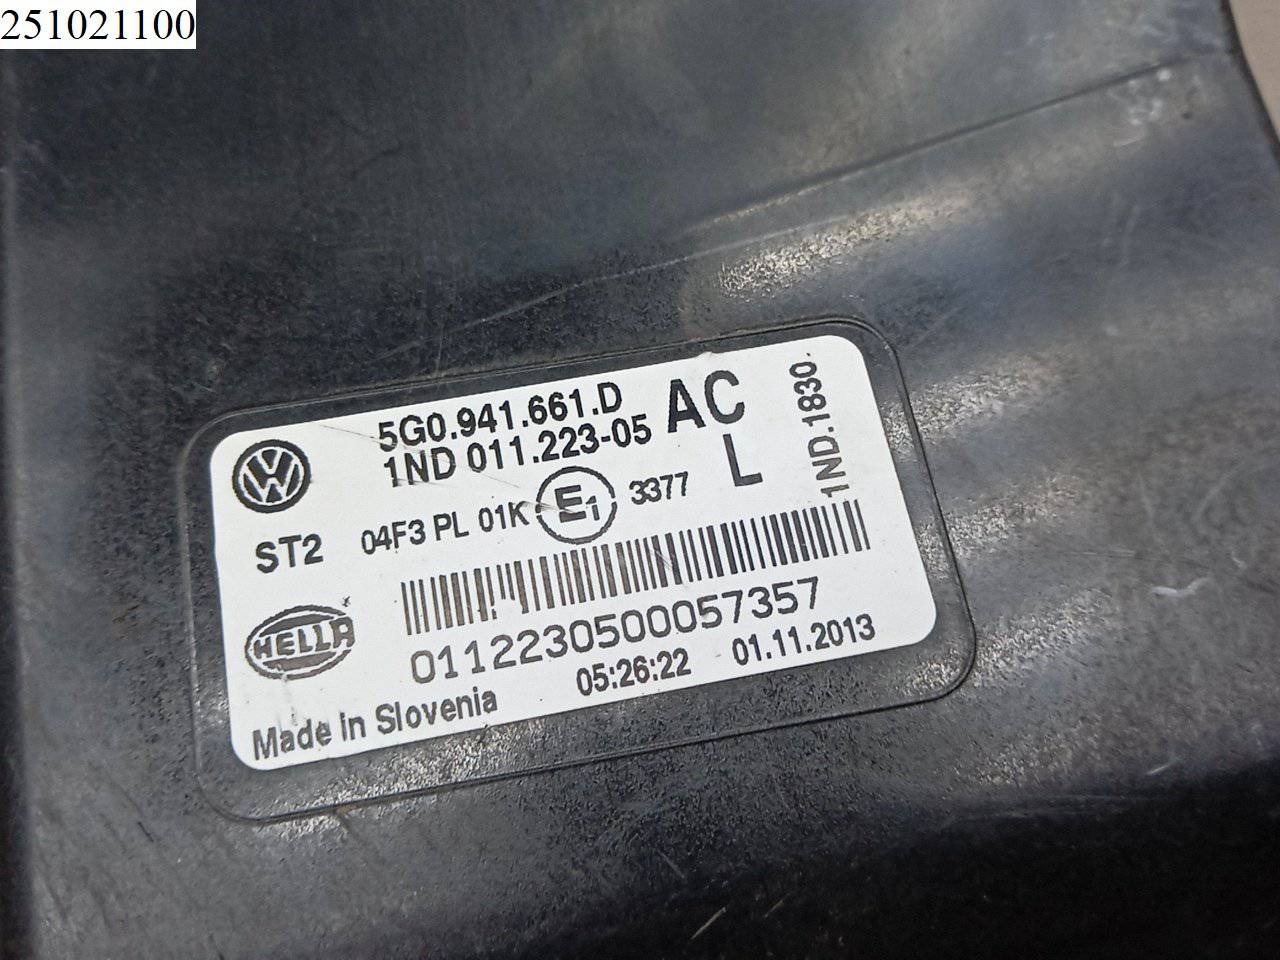 251021100
5G0.941.661.D
AC
1ND 011.223-05
L
1ND.1830.
ST2
04F3 PL 01K
E1
3377
HELLA
0112230500057357
05:26:22
01.11.2013
Made in Slovenia